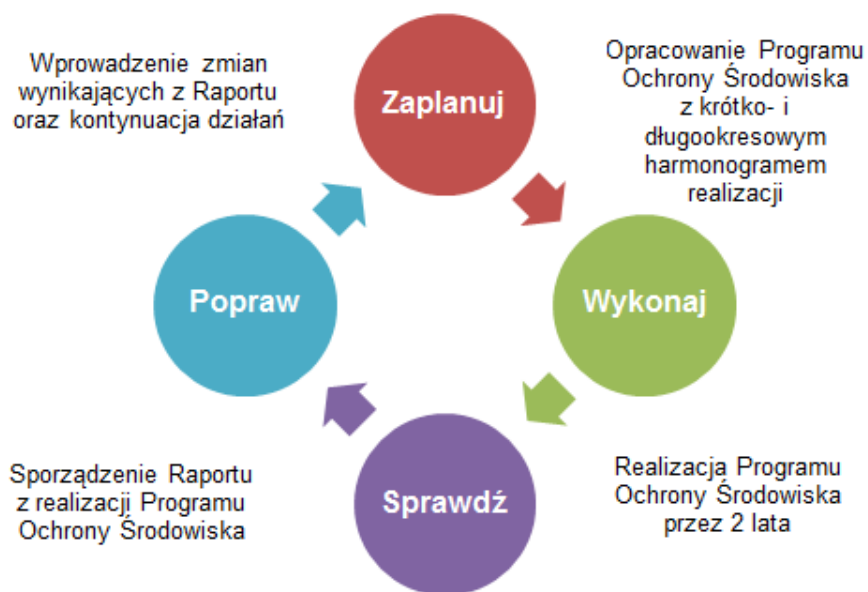 Zaplanuj
Opracowanie Programu
Ochrony Środowiska
z krótko- i
długookresowym
harmonogramem
realizacji
Wykonaj
Realizacja Programu
Ochrony Środowiska
przez 2 lata
Sprawdź
Sporządzenie Raportu
z realizacji Programu
Ochrony Środowiska
Popraw
Wprowadzenie zmian
wynikających z Raportu
oraz kontynuacja działań